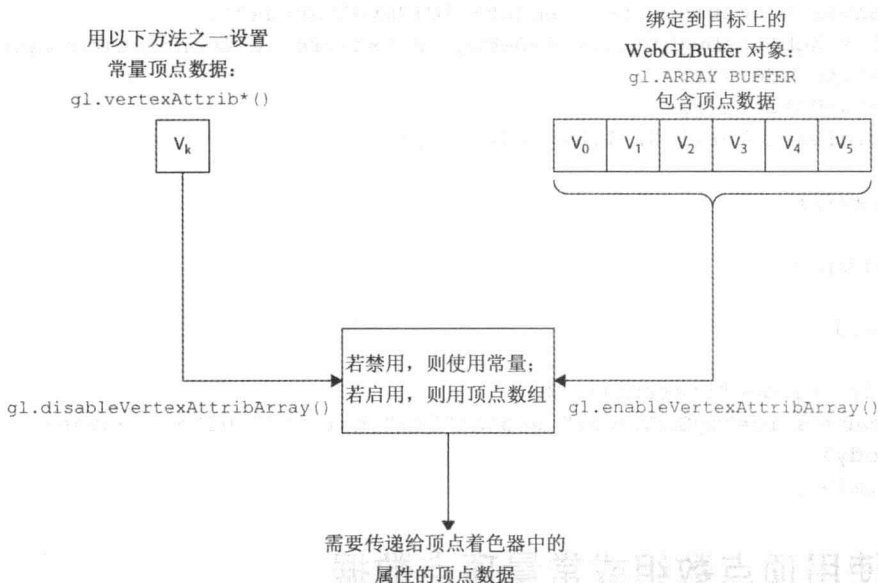 用以下方法之一设置
常量顶点数据：
gl.vertexAttrib*()
Vk
绑定到目标上的
WebGLBuffer 对象：
gl.ARRAY BUFFER
包含顶点数据
V0 V1 V2 V3 V4 V5
若禁用，则使用常量；
若启用，则用顶点数组
gl.disableVertexAttribArray()
gl.enableVertexAttribArray()
需要传递给顶点着色器中的
属性的顶点数据